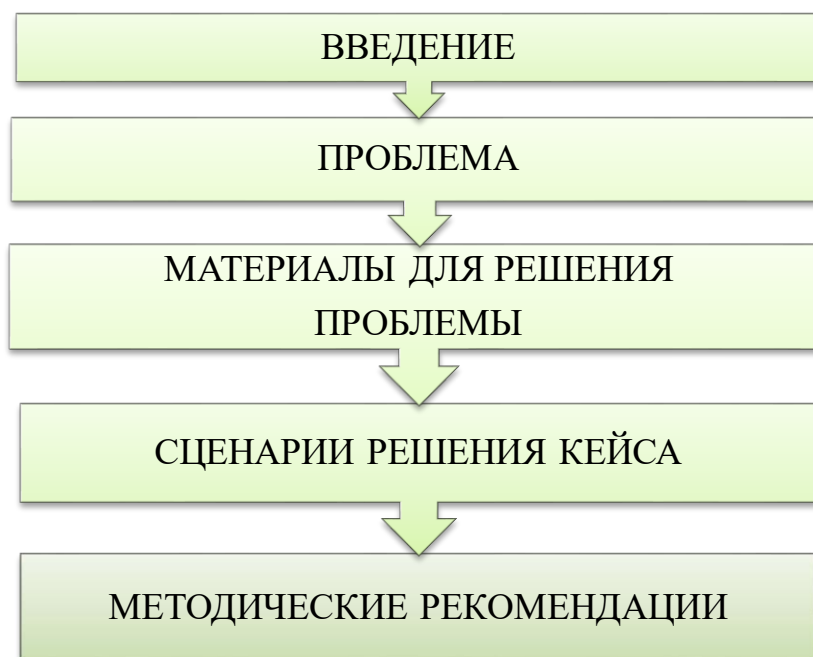 ВВЕДЕНИЕ
ПРОБЛЕМА
МАТЕРИАЛЫ ДЛЯ РЕШЕНИЯ
ПРОБЛЕМЫ
СЦЕНАРИИ РЕШЕНИЯ КЕЙСА
МЕТОДИЧЕСКИЕ РЕКОМЕНДАЦИИ